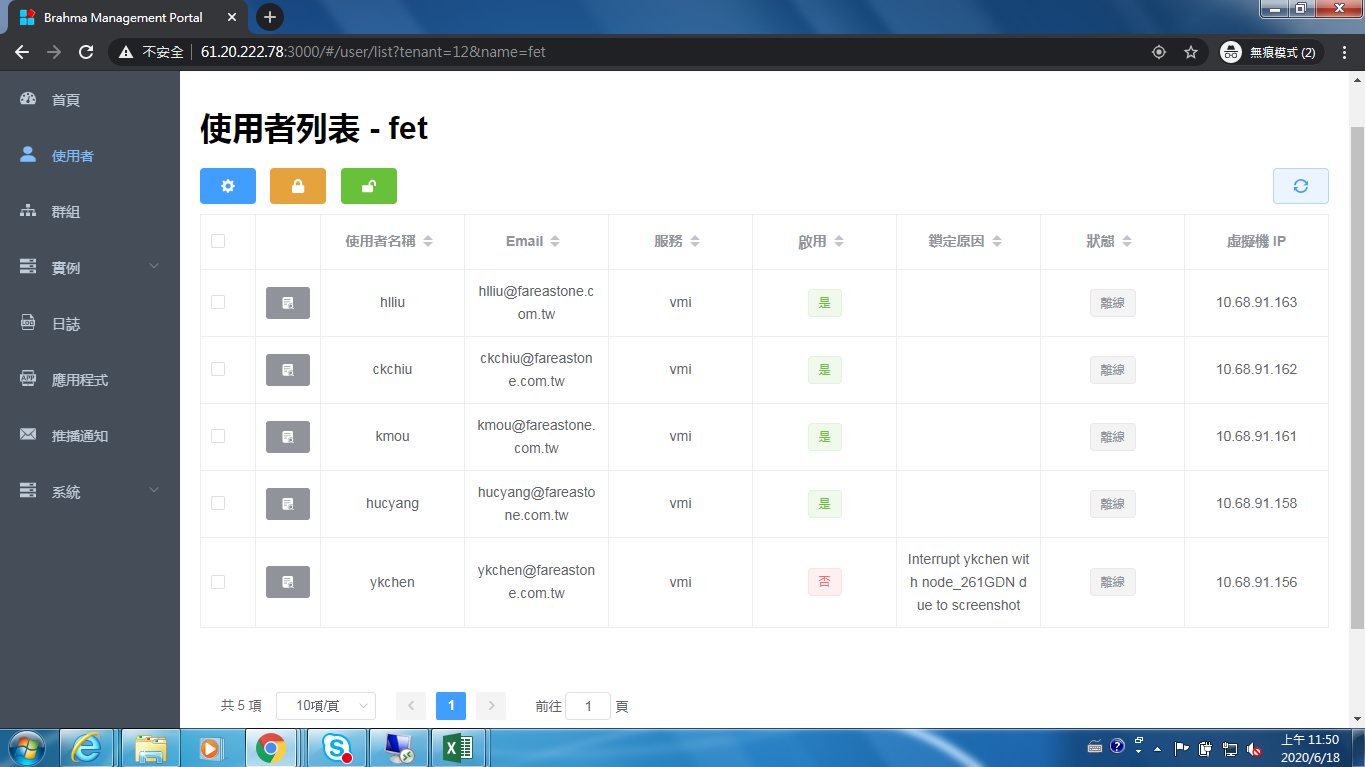 Brahma Management Portal
不安全 61.20.222.78:3000/#/user/list?tenant=12&name=fet 無痕模式 (2)
首頁
使用者
群組
實例
日誌
應用程式
推播通知
系統
使用者列表 - fet
使用者名稱 Email 服務 啟用 鎖定原因 狀態 虛擬機 IP
hlliu hlliu@fareastone.c vmi 是 離線 10.68.91.163
om.tw
ckchiu ckchiu@fareaston vmi 是 離線 10.68.91.162
e.com.tw
kmou kmou@fareastone. vmi 是 離線 10.68.91.161
com.tw
hucyang hucyang@fareasto vmi 是 離線 10.68.91.158
ne.com.tw
ykchen ykchen@fareaston vmi 否 Interrupt ykchen wit 離線 10.68.91.156
e.com.tw h node_261GDN d
ue to screenshot
共 5 項 10項/頁 1 前往 1 頁
上午 11:50
2020/6/18